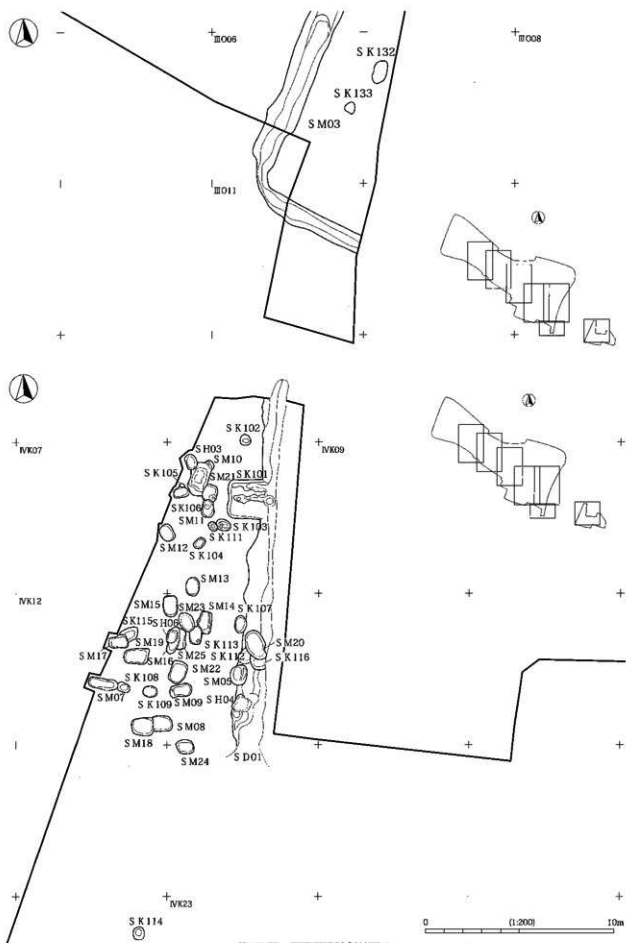 ⅢO06
ⅢO08
SK132
SK133
SM03
ⅢO11
A
A
SK102
ⅣK07
ⅣK09
SH03
SM10
SK105
SM21
SK101
SK106
SM11
SK103
SK111
SM12
SK104
SM13
ⅣK12
SM15
SM23
SM14
SK107
SK115
SH06
SM19
SK113
SM20
SM17
SM25
SK112
SK116
SM16
SM22
SM05
SK108
SM07
SK109
SM09
SH04
SM08
SM18
SM24
SD01
ⅣK23
SK114
0
(1:200)
10m